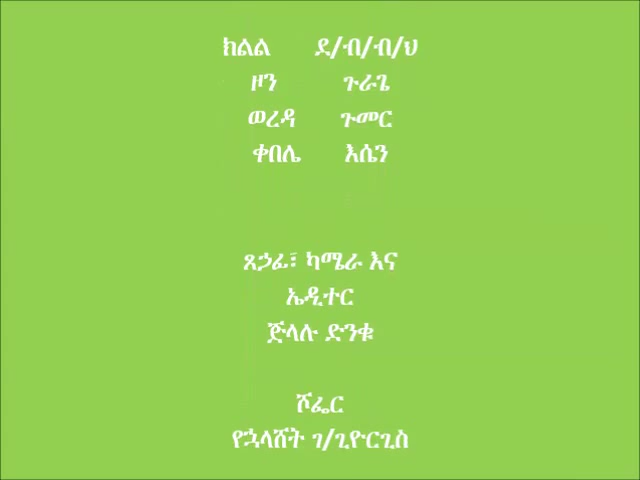 ክልል ደ/ብ/ብ/ህ
ዞን ጉራጌ
ወረዳ ጉመር
ቀበሌ እሴን
ጸኃፊ፣ ካሜራ እና
ኤዲተር
ጅላሉ ድንቁ
ሾፌር
የኋላሸት ገ/ጊዮርጊስ